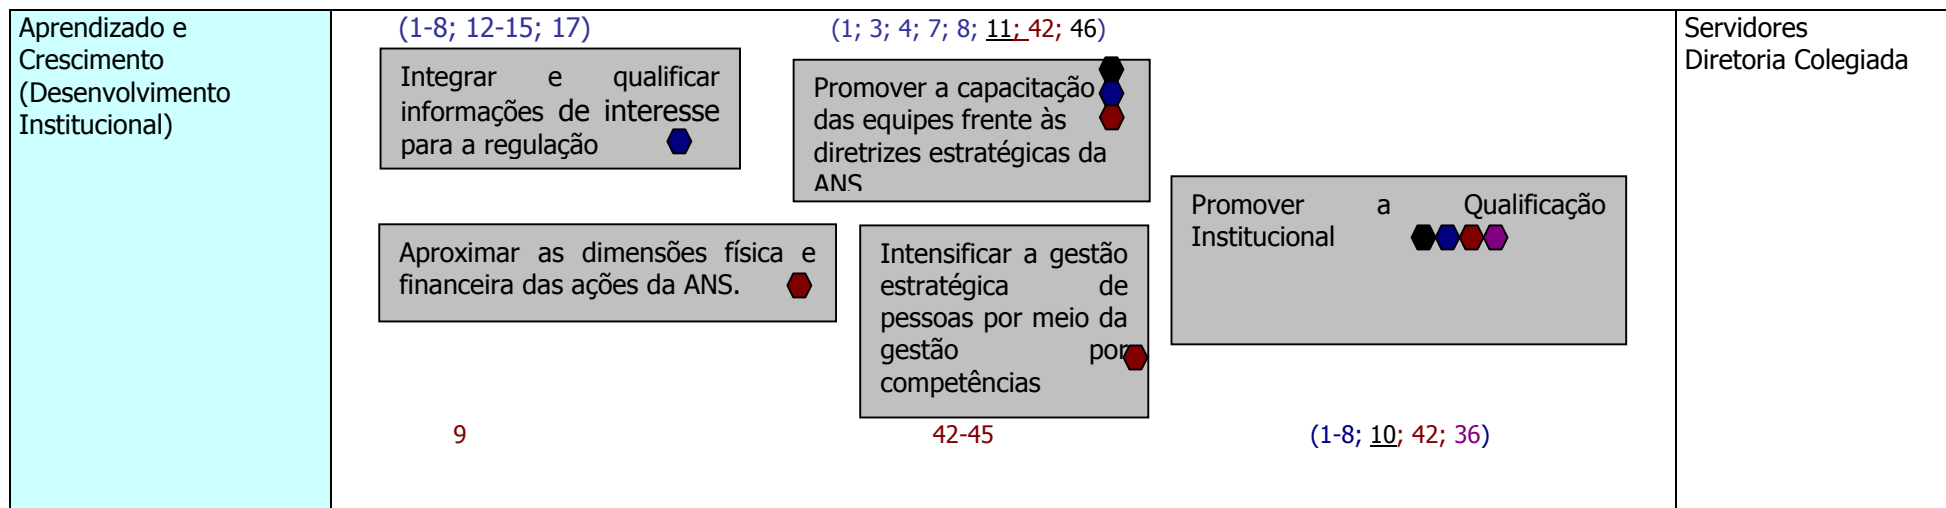 Aprendizado e
Crescimento
(Desenvolvimento
Institucional)
(1-8; 12-15; 17)
Integrar e qualificar
informações de interesse
para a regulação
(1; 3; 4; 7; 8; 11; 42; 46)
Promover a capacitação
das equipes frente às
diretrizes estratégicas da
ANS
Promover a Qualificação
Institucional
Aproximar as dimensões física e
financeira das ações da ANS.
Intensificar a gestão
estratégica de
pessoas por meio da
gestão por
competências
9
42-45
(1-8; 10; 42; 36)
Servidores
Diretoria Colegiada